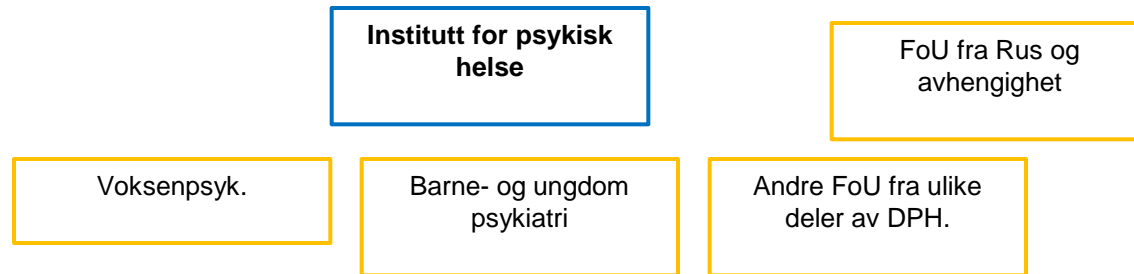 Institutt for psykisk
helse
FoU fra Rus og
avhengighet
Voksenpsyk.
Barne- og ungdom
psykiatri
Andre FoU fra ulike
deler av DPH.